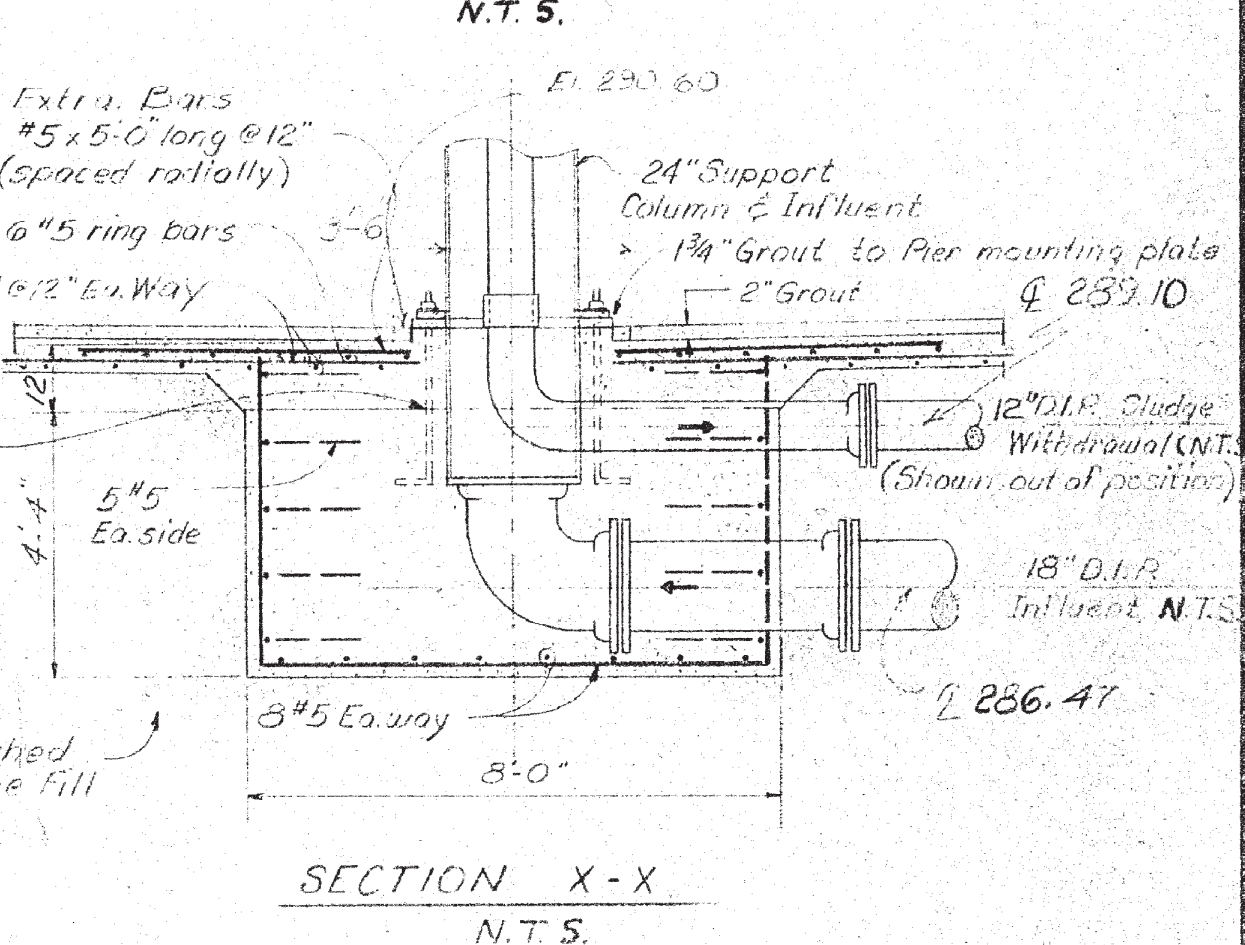 N.T.S.
El. 290.60
Extra. Bars
#5 x 5'-0" long @ 12"
(spaced radially)
6 #5 ring bars
@12" Ea. Way
3'-6
24" Support
Column & Influent
1 3/4" Grout to Pier mounting plate
2" Grout
℄ 289.10
12
4'-4"
5 #5
Ea. side
12" D.I.P. Sludge
Withdrawal (N.T.S
(Shown out of position)
18" D.I.P.
Influent N.T.S.
℄ 286.47
8 #5 Ea. way
hed
e Fill
8'-0"
SECTION X-X
N.T.S.